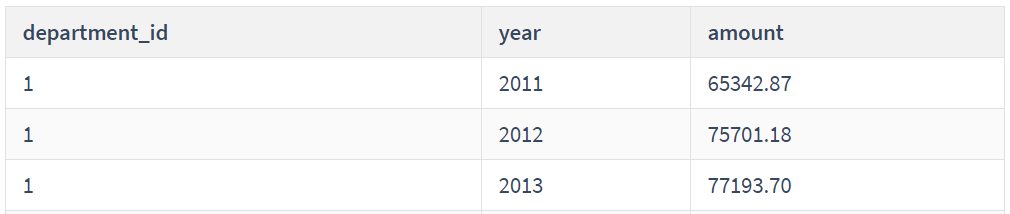 department_id year amount
1 2011 65342.87
1 2012 75701.18
1 2013 77193.70